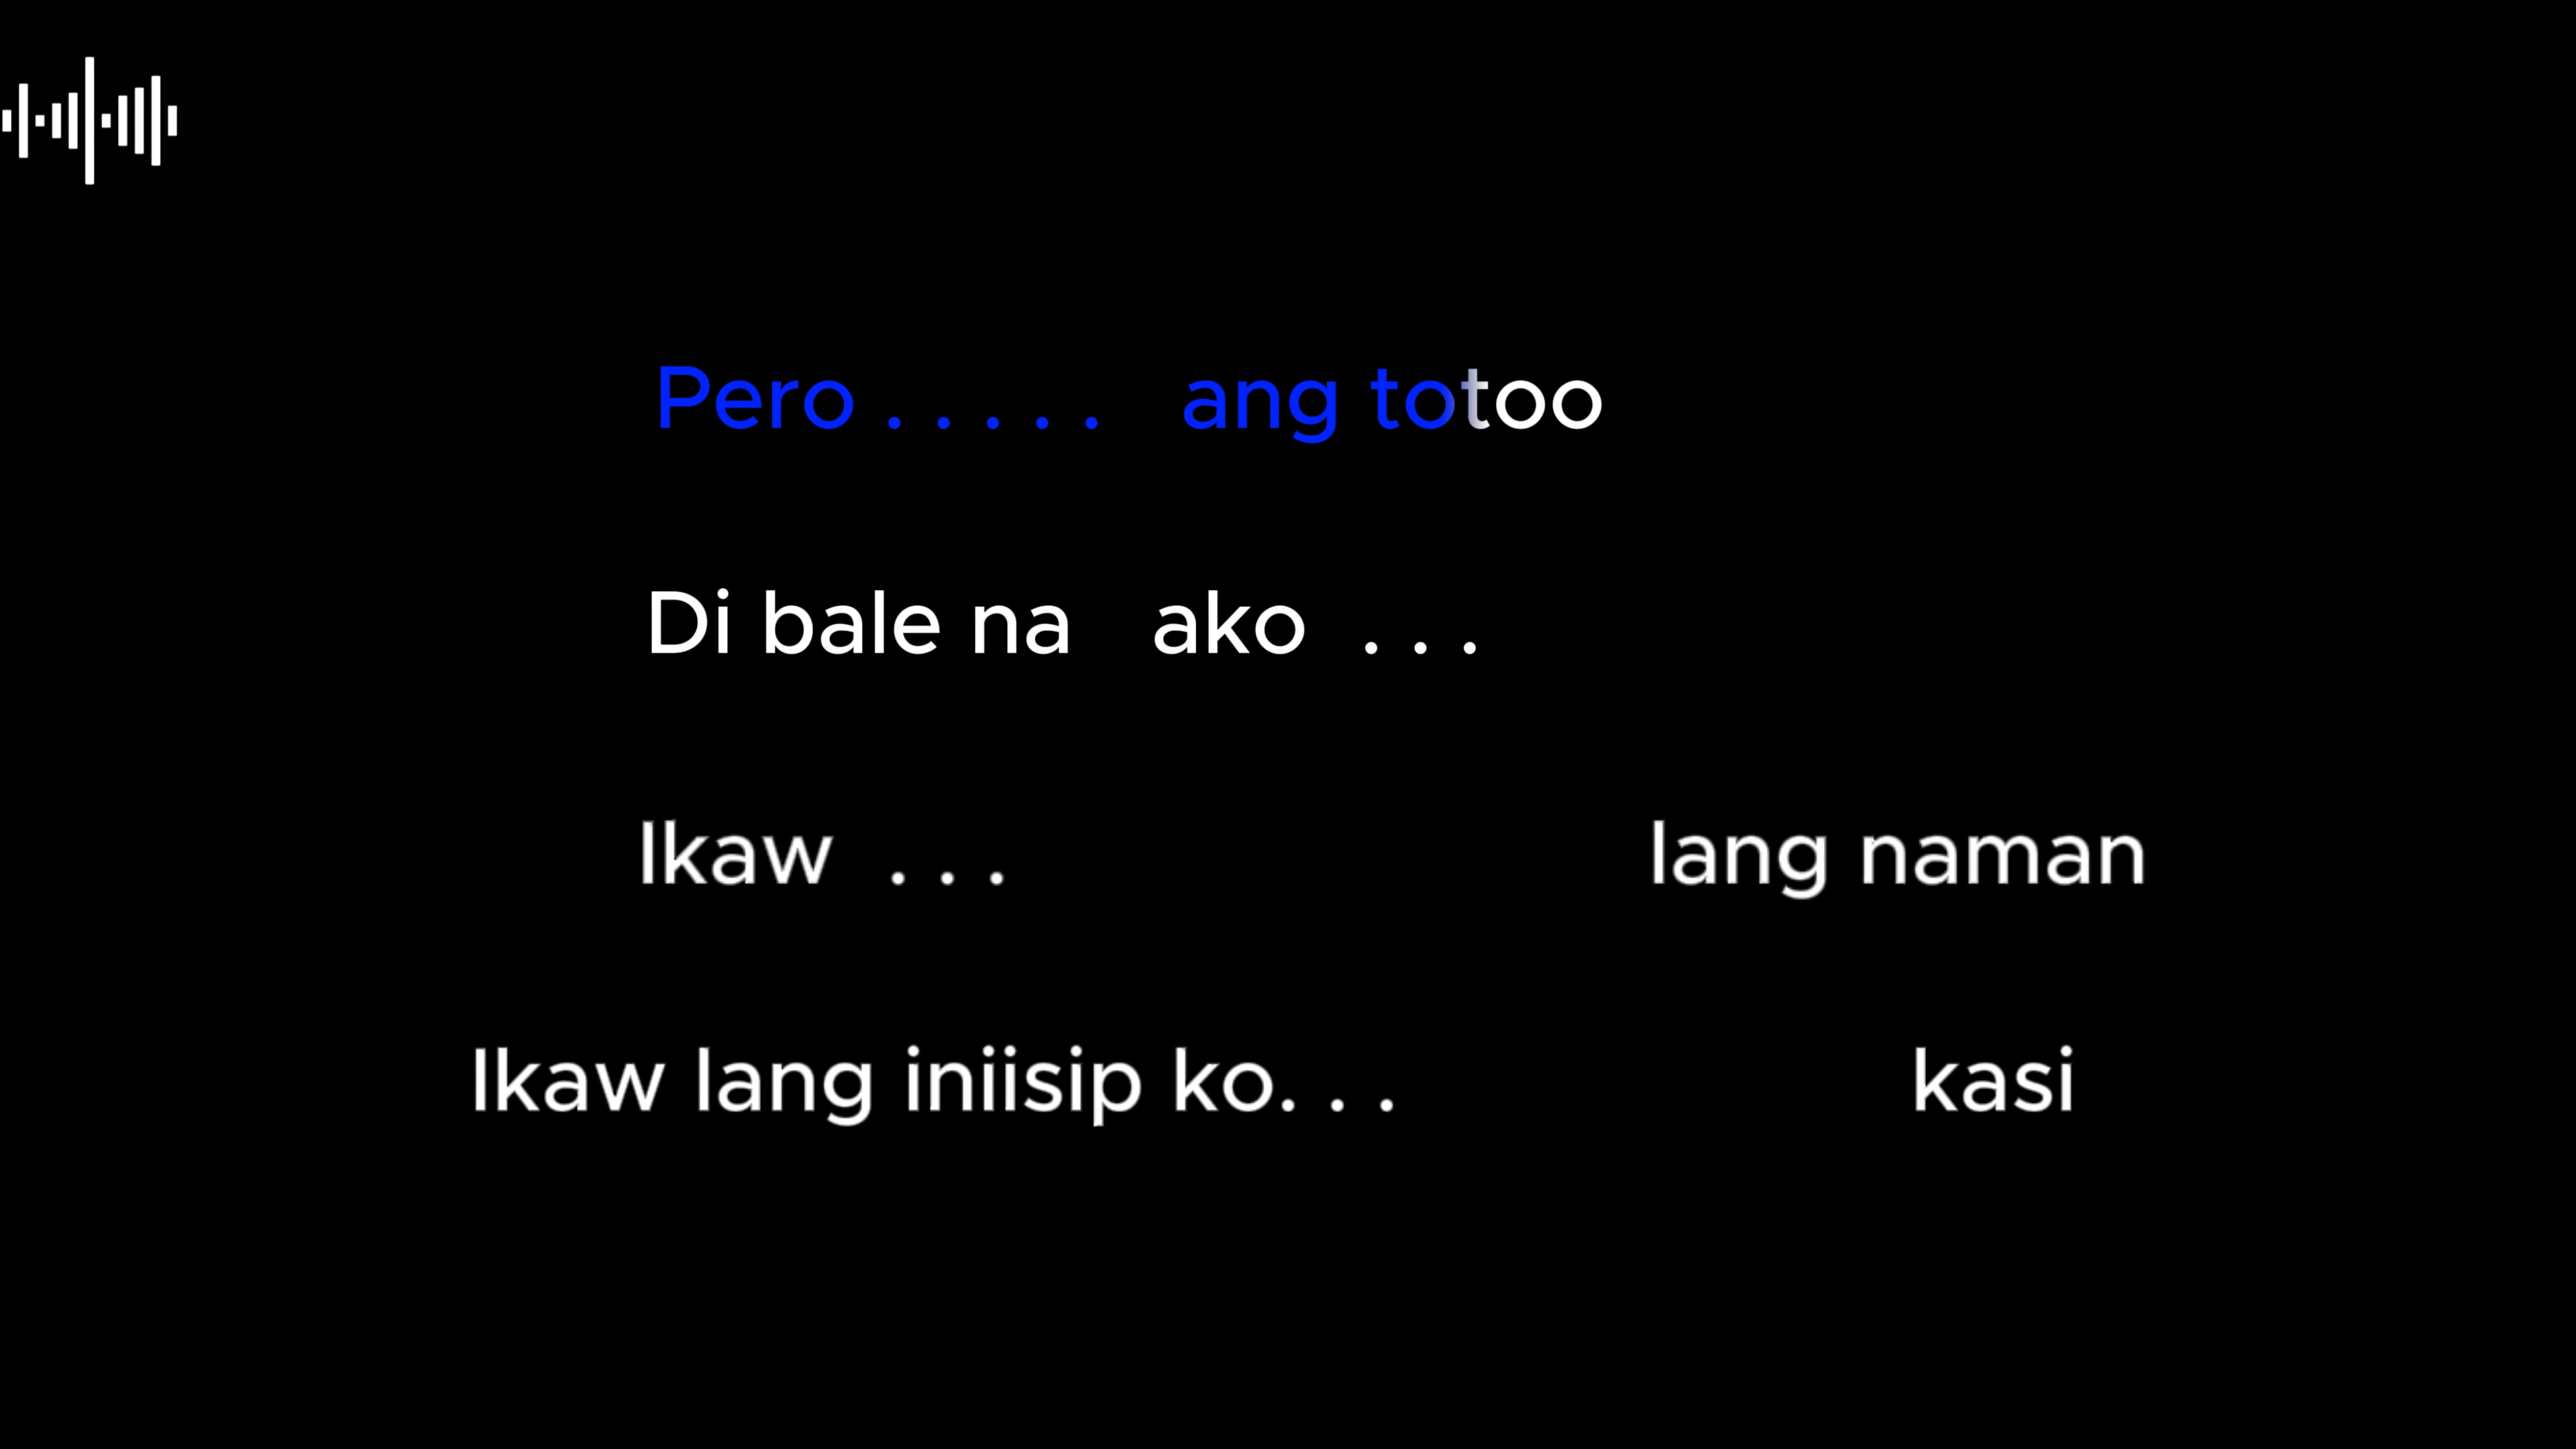 Pero . . . . . ang totoo
Di bale na ako . . .
Ikaw . . . lang naman
Ikaw lang iniisip ko. . . kasi